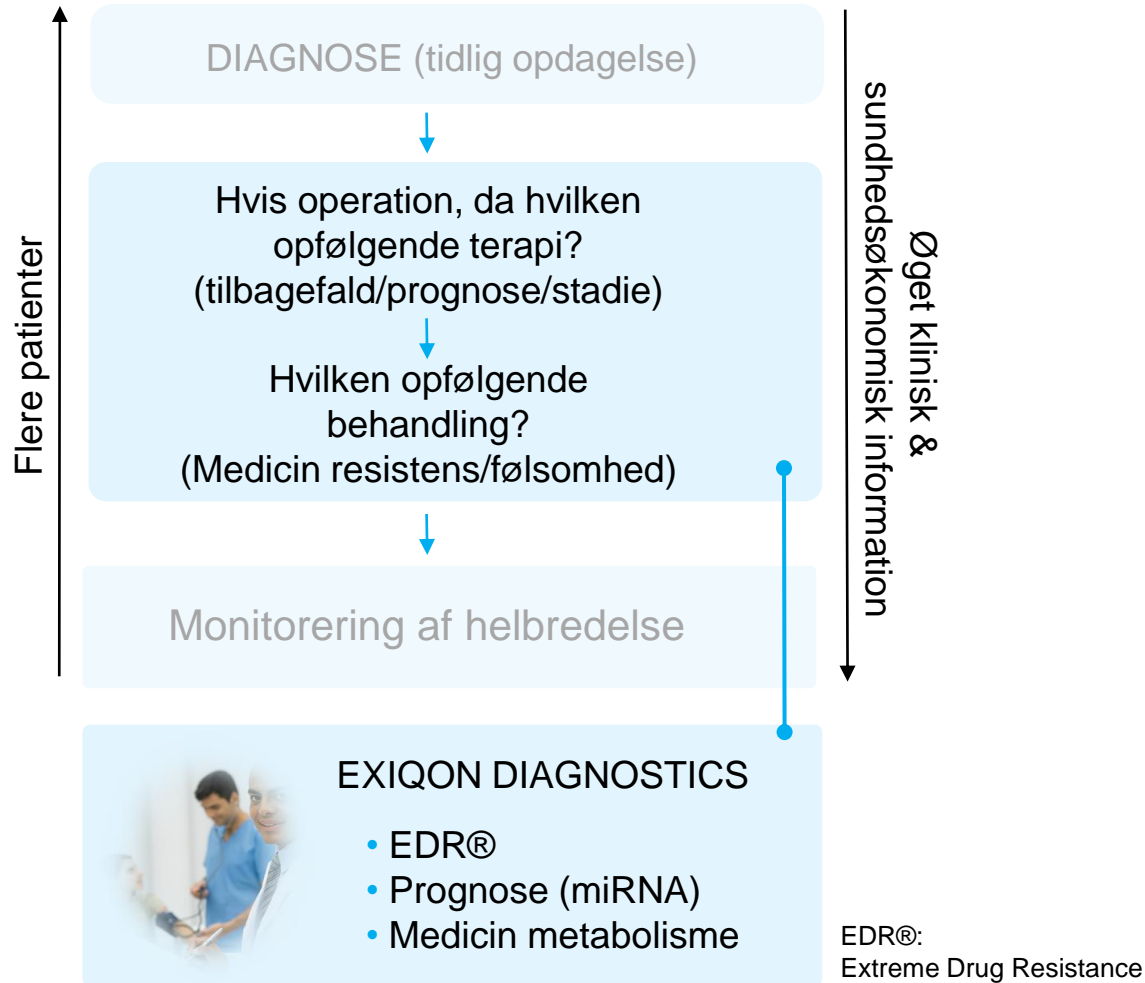 DIAGNOSE (tidlig opdagelse)
Hvis operation, da hvilken
opfølgende terapi?
(tilbagefald/prognose/stadie)
Hvilken opfølgende
behandling?
(Medicin resistens/følsomhed)
Monitorering af helbredelse
Flere patienter
Øget klinisk &
sundhedsøkonomisk information
EXIQON DIAGNOSTICS
• EDR®
• Prognose (miRNA)
• Medicin metabolisme
EDR®:
Extreme Drug Resistance